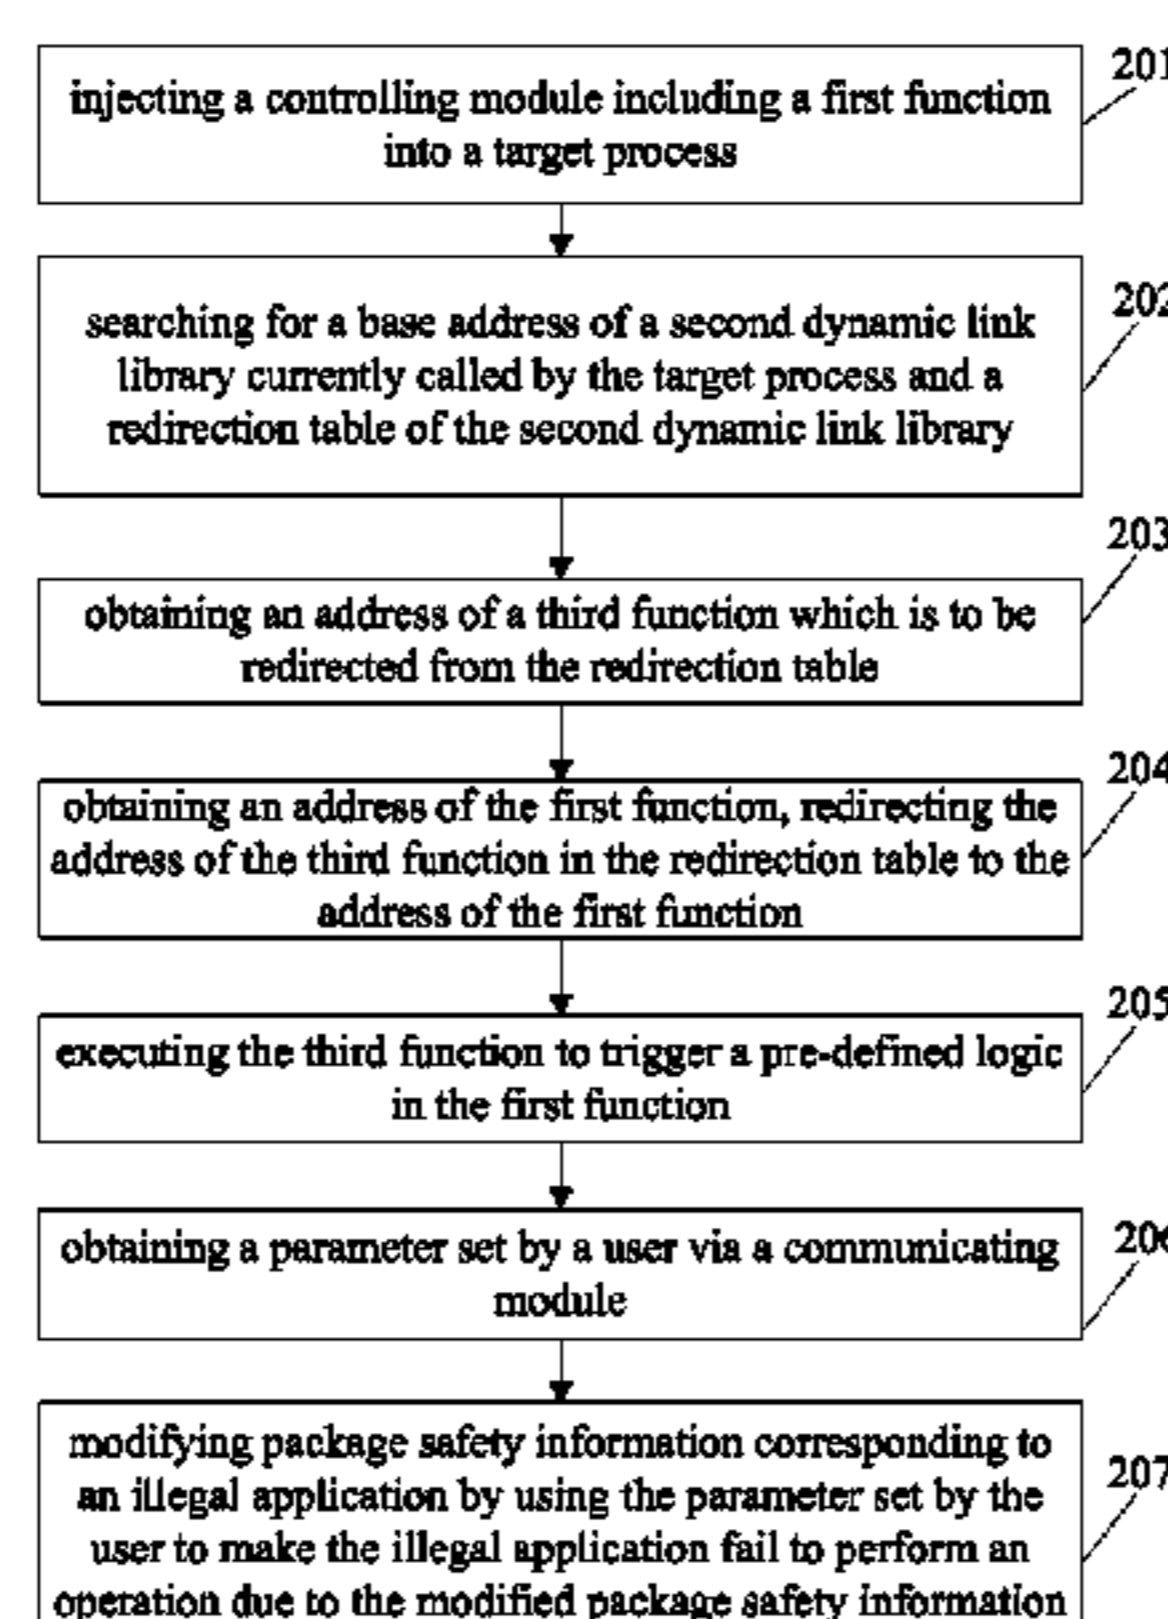 201
injecting a controlling module including a first function
into a target process
202
searching for a base address of a second dynamic link
library currently called by the target process and a
redirection table of the second dynamic link library
203
obtaining an address of a third function which is to be
redirected from the redirection table
204
obtaining an address of the first function, redirecting the
address of the third function in the redirection table to the
address of the first function
205
executing the third function to trigger a pre-defined logic
in the first function
206
obtaining a parameter set by a user via a communicating
module
207
modifying package safety information corresponding to
an illegal application by using the parameter set by the
user to make the illegal application fail to perform an
operation due to the modified package safety information